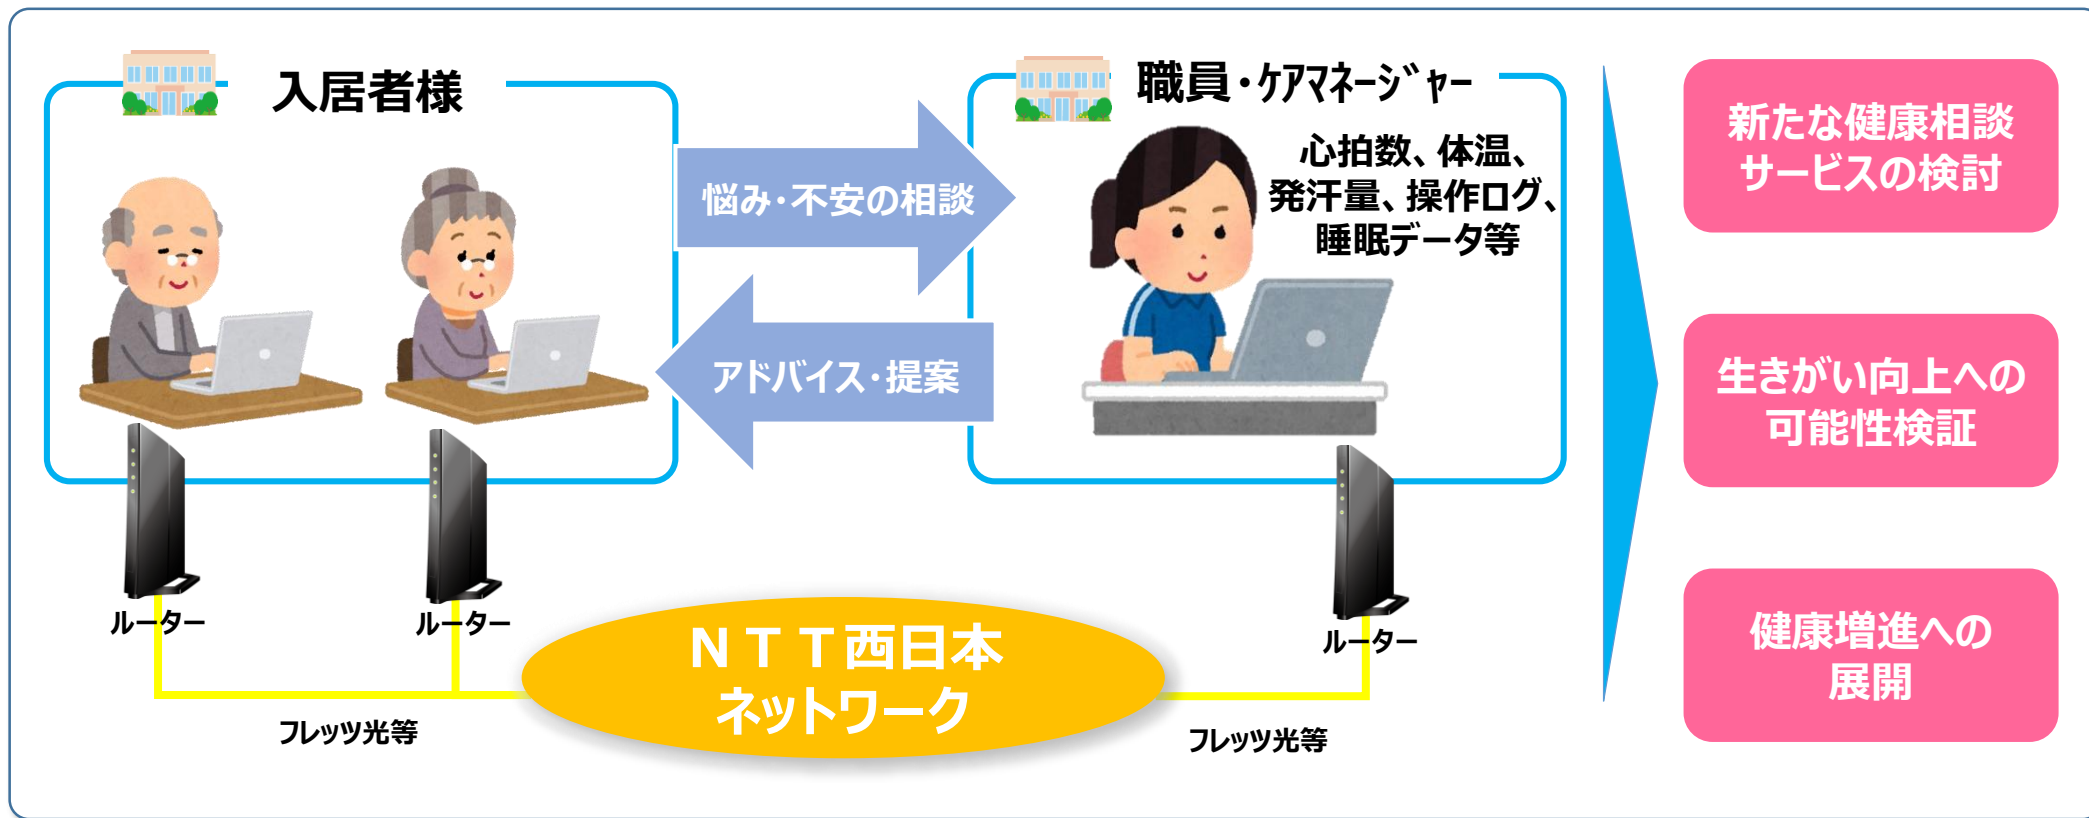 入居者様
悩み・不安の相談
アドバイス・提案
職員・ｹｱﾏﾈｰｼﾞｬｰ
心拍数、体温、
発汗量、操作ログ、
睡眠データ等
ルーター
ルーター
ルーター
ＮＴＴ西日本
ネットワーク
フレッツ光等
フレッツ光等
新たな健康相談
サービスの検討
生きがい向上への
可能性検証
健康増進への
展開